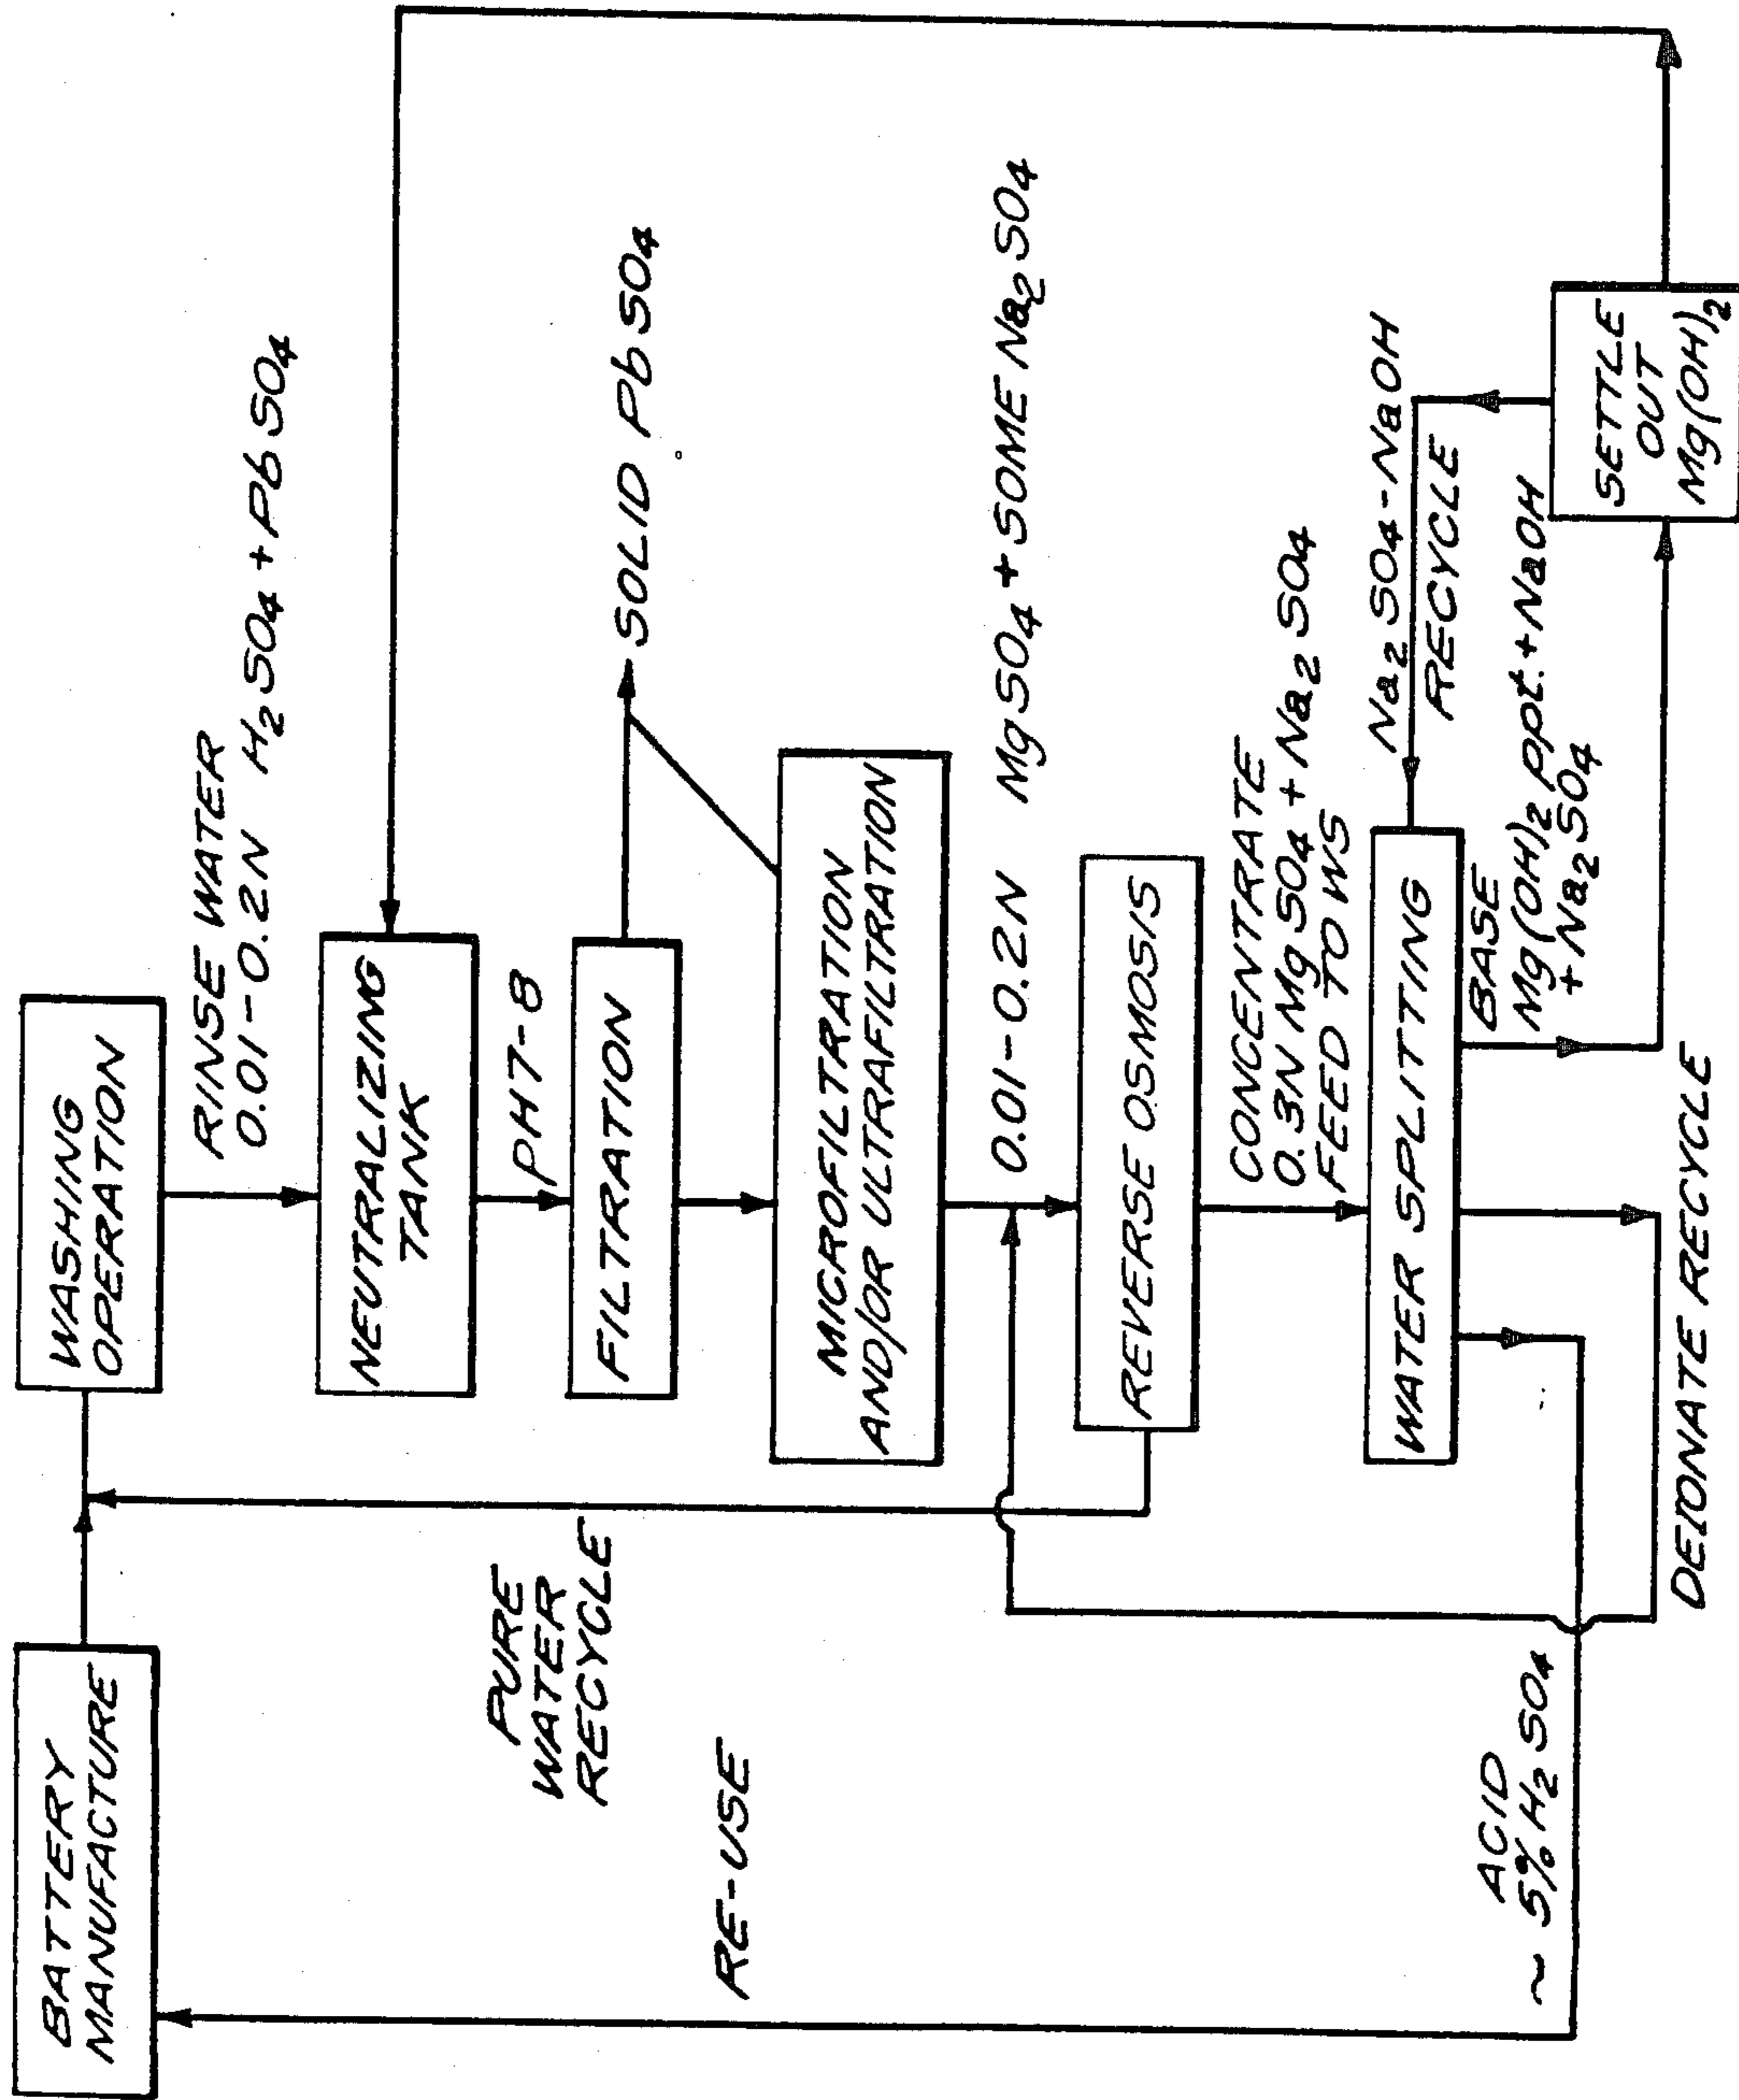 BATTERY
MANUFACTURE
WASHING
OPERATION
RINSE WATER
0.01-0.2N H2SO4 + PbSO4
NEUTRALIZING
TANK
PURE
WATER
RECYCLE
pH7-8
FILTRATION
SOLID PbSO4
RE-USE
MICROFILTRATION
AND/OR ULTRAFILTRATION
0.01-0.2N MgSO4 + SOME Na2SO4
REVERSE OSMOSIS
CONCENTRATE
0.3N MgSO4 + Na2SO4
FEED TO WS
Na2SO4-NaOH
RECYCLE
WATER SPLITTING
ACID
~ 5% H2SO4
BASE
Mg(OH)2 ppt. + NaOH
+ Na2SO4
SETTLE
OUT
Mg(OH)2
DEIONATE RECYCLE